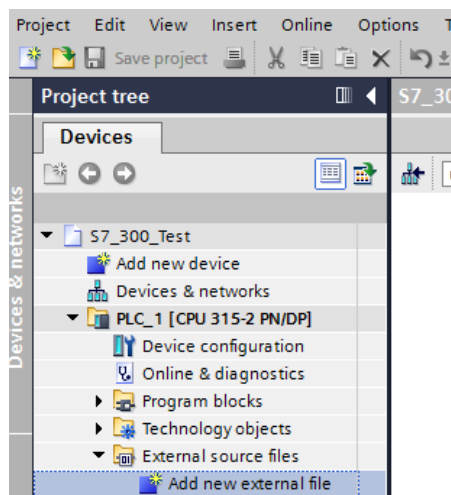 Project Edit View Insert Online Options
Save project
Project tree
S7_30
Devices
Devices & networks
S7_300_Test
Add new device
Devices & networks
PLC_1 [CPU 315-2 PN/DP]
Device configuration
Online & diagnostics
Program blocks
Technology objects
External source files
Add new external file